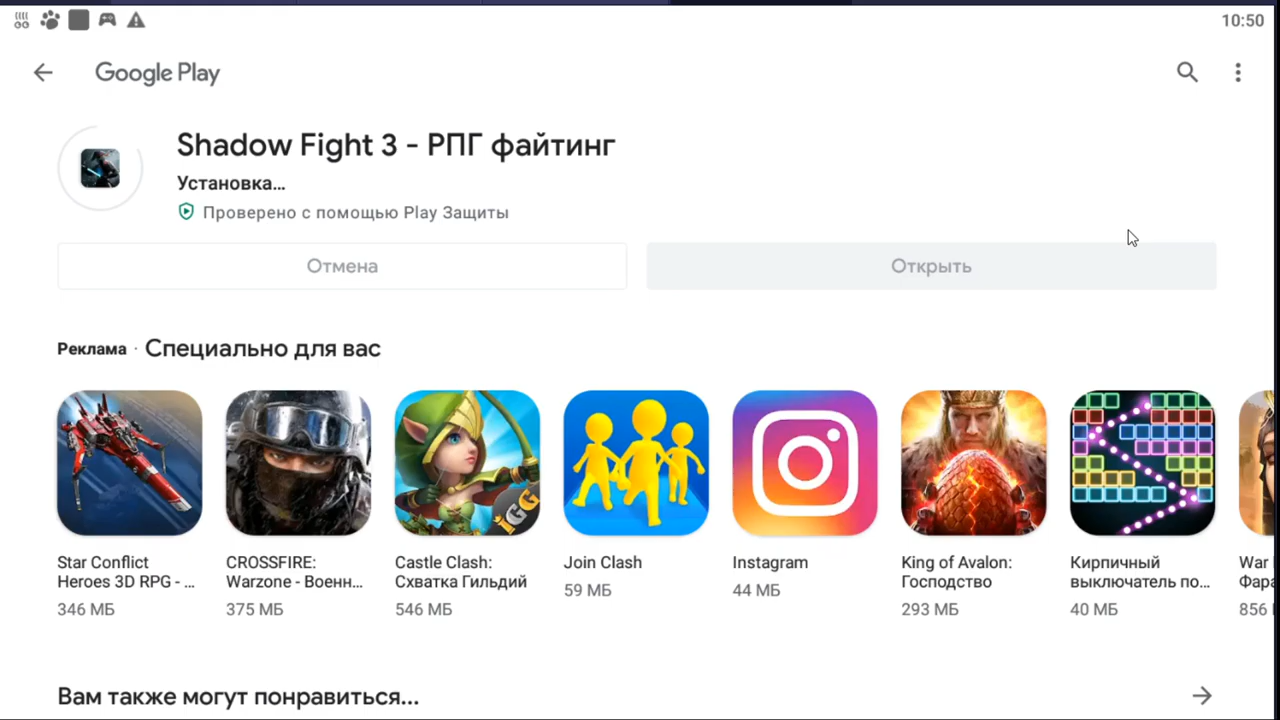 10:50
Google Play
Shadow Fight 3 - РПГ файтинг
Установка...
Проверено с помощью Play Защиты
Отмена
Открыть
Реклама · Специально для вас
IGG
Star Conflict
Heroes 3D RPG - ...
346 МБ
CROSSFIRE:
Warzone - Военн...
375 МБ
Castle Clash:
Схватка Гильдий
546 МБ
Join Clash
59 МБ
Instagram
44 МБ
King of Avalon:
Господство
293 МБ
Кирпичный
выключатель по...
40 МБ
War
Фара
856
Вам также могут понравиться...